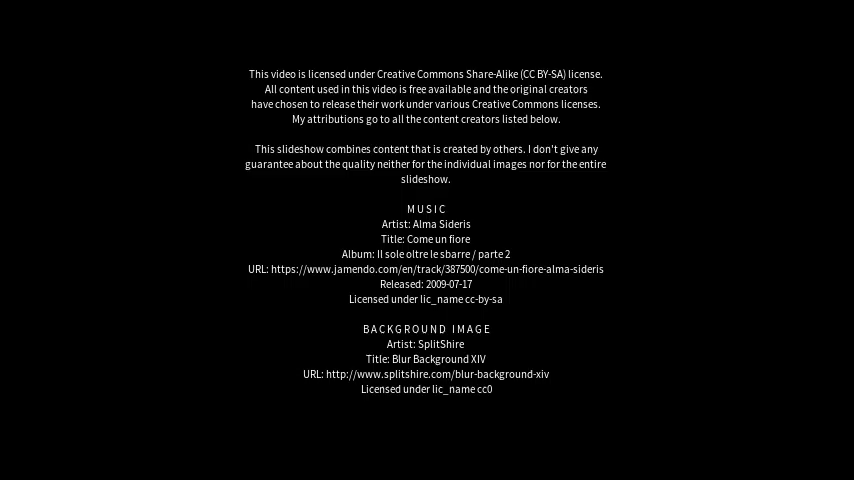 This video is licensed under Creative Commons Share-Alike (CC BY-SA) license.
All content used in this video is free available and the original creators
have chosen to release their work under various Creative Commons licenses.
My attributions go to all the content creators listed below.
This slideshow combines content that is created by others. I don't give any
guarantee about the quality neither for the individual images nor for the entire
slideshow.
MUSIC
Artist: Alma Sideris
Title: Come un fiore
Album: Il sole oltre le sbarre / parte 2
URL: https://www.jamendo.com/en/track/387500/come-un-fiore-alma-sideris
Released: 2009-07-17
Licensed under lic_name cc-by-sa
BACKGROUND IMAGE
Artist: SplitShire
Title: Blur Background XIV
URL: http://www.splitshire.com/blur-background-xiv
Licensed under lic_name cc0